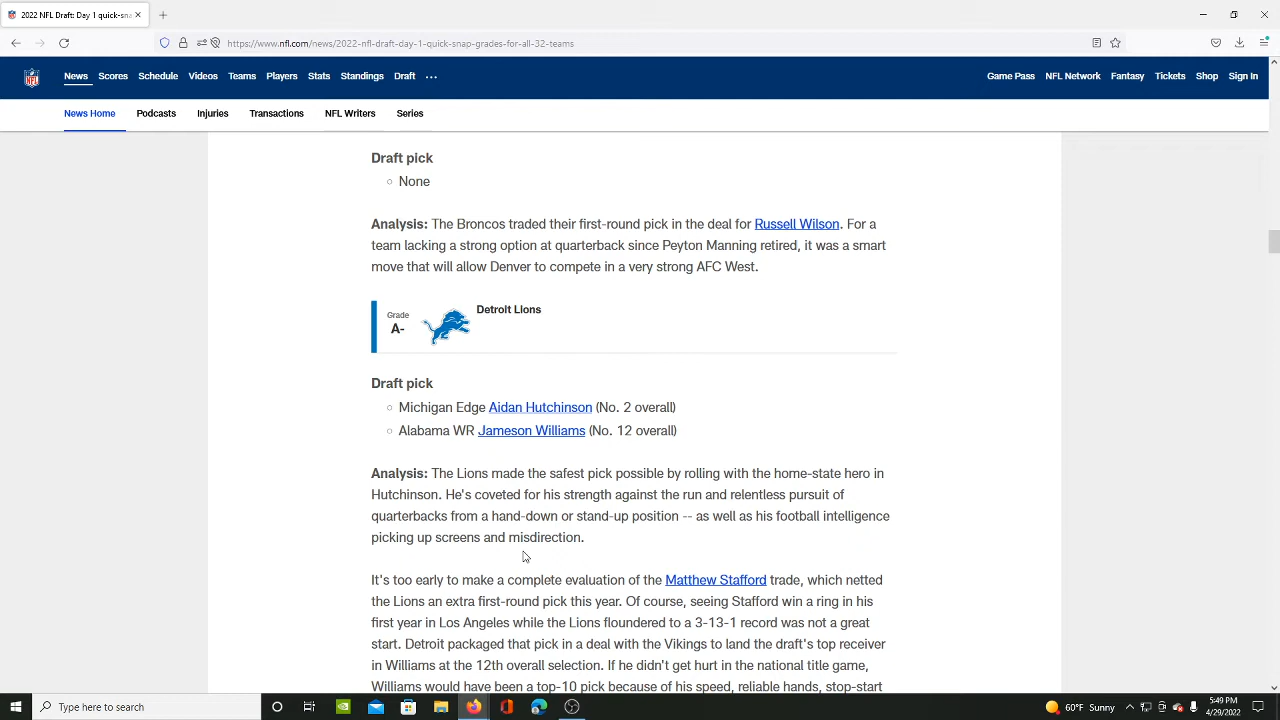 2022 NFL Draft: Day 1 quick-sna
https://www.nfl.com/news/2022-nfl-draft-day-1-quick-snap-grades-for-all-32-teams
NFL News Scores Schedule Videos Teams Players Stats Standings Draft ... Game Pass NFL Network Fantasy Tickets Shop Sign In
News Home Podcasts Injuries Transactions NFL Writers Series
Draft pick
None
Analysis: The Broncos traded their first-round pick in the deal for Russell Wilson. For a
team lacking a strong option at quarterback since Peyton Manning retired, it was a smart
move that will allow Denver to compete in a very strong AFC West.
Grade
A-
Detroit Lions
Draft pick
Michigan Edge Aidan Hutchinson (No. 2 overall)
Alabama WR Jameson Williams (No. 12 overall)
Analysis: The Lions made the safest pick possible by rolling with the home-state hero in
Hutchinson. He's coveted for his strength against the run and relentless pursuit of
quarterbacks from a hand-down or stand-up position -- as well as his football intelligence
picking up screens and misdirection.
It's too early to make a complete evaluation of the Matthew Stafford trade, which netted
the Lions an extra first-round pick this year. Of course, seeing Stafford win a ring in his
first year in Los Angeles while the Lions floundered to a 3-13-1 record was not a great
start. Detroit packaged that pick in a deal with the Vikings to land the draft's top receiver
in Williams at the 12th overall selection. If he didn't get hurt in the national title game,
Williams would have been a top-10 pick because of his speed, reliable hands, stop-start
Type here to search
60°F Sunny
5:49 PM
4/29/2022